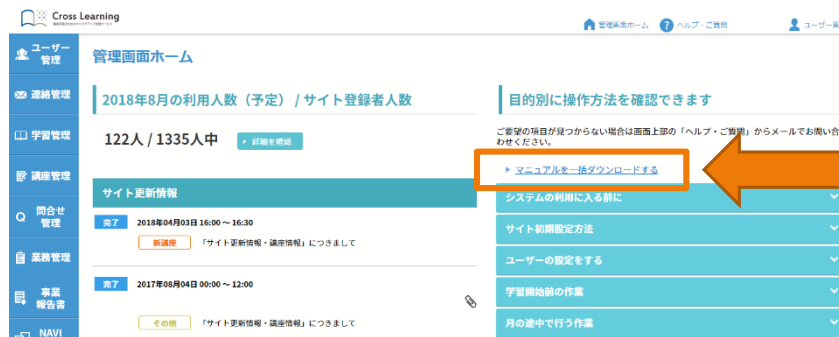 Cross Learning
管理画面ホーム
ヘルプ・ご質問
ユーザー画
ユーザー
管理
連絡管理
学習管理
講座管理
問合せ
管理
業務管理
事業
報告書
NAVI
管理画面ホーム
2018年8月の利用人数（予定） / サイト登録者人数
122人 / 1335人中
詳細を確認
サイト更新情報
完了
2018年04月03日 16:00 ～ 16:30
新講座
「サイト更新情報・講座情報」につきまして
完了
2017年08月04日 00:00 ～ 12:00
その他
「サイト更新情報・講座情報」につきまして
目的別に操作方法を確認できます
ご要望の項目が見つからない場合は画面上部の「ヘルプ・ご質問」からメールでお問い合
わせください。
マニュアルを一括ダウンロードする
システムの利用に入る前に
サイト初期設定方法
ユーザーの設定をする
学習開始前の作業
月の途中で行う作業